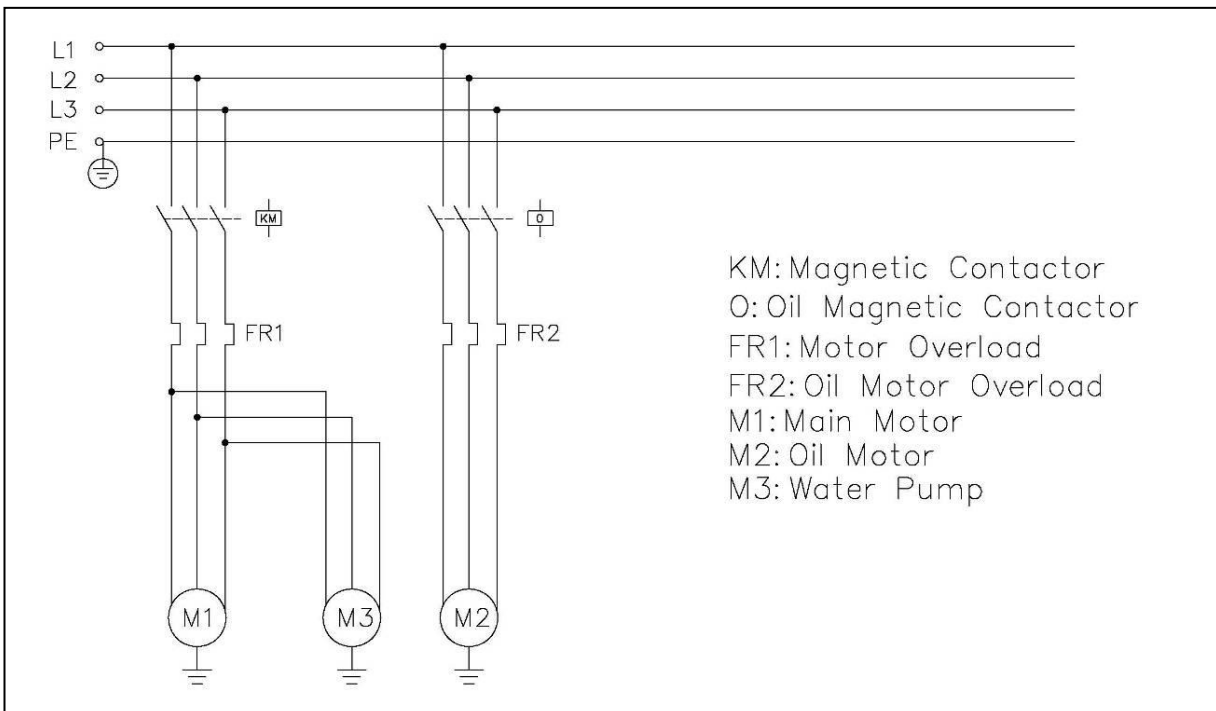 L1
L2
L3
PE
KM
O
FR1
FR2
KM: Magnetic Contactor
O: Oil Magnetic Contactor
FR1: Motor Overload
FR2: Oil Motor Overload
M1: Main Motor
M2: Oil Motor
M3: Water Pump
M1
M3
M2